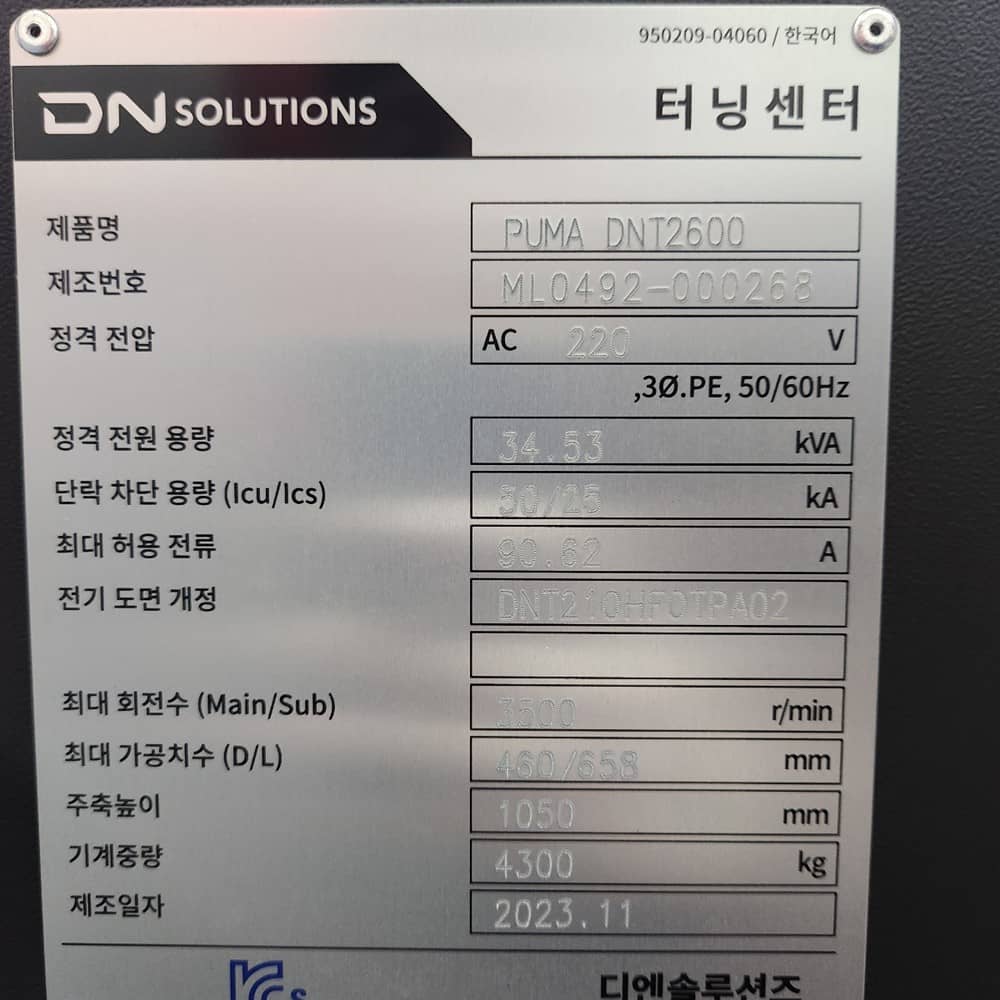 950209-04060 / 한국어
DN SOLUTIONS
터닝센터
제품명 PUMA DNT2600
제조번호 ML0492-000268
정격 전압 AC 220 V
,3Ø.PE, 50/60Hz
정격 전원 용량 34.53 kVA
단락 차단 용량 (Icu/Ics) 50/25 kA
최대 허용 전류 90.62 A
전기 도면 개정 DNT210HF0TPA02
최대 회전수 (Main/Sub) 3500 r/min
최대 가공치수 (D/L) 460/658 mm
주축높이 1050 mm
기계중량 4300 kg
제조일자 2023.11
디엔솔루션즈